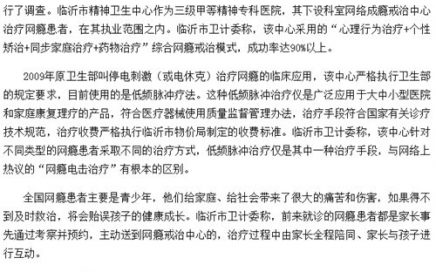 行了调查。临沂市精神卫生中心作为三级甲等精神专科医院，其下设科室网络成瘾戒治中心
治疗网瘾患者，在其执业范围之内。临沂市卫计委称，该中心采用的“心理行为治疗+个性
矫治+同步家庭治疗+药物治疗”综合网瘾戒治模式，成功率达90%以上。
2009年原卫生部叫停电刺激（或电休克）治疗网瘾的临床应用，该中心严格执行卫生部
的规定要求，目前使用的是低频脉冲疗法。这种低频脉冲治疗仪是广泛应用于大中小型医院
和家庭康复理疗的产品，符合医疗器械使用质量监督管理办法，治疗手段符合国家有关诊疗
技术规范，治疗收费严格执行临沂市物价局制定的收费标准。临沂市卫计委称，该中心针对
不同类型的网瘾患者采取不同的治疗方式，低频脉冲治疗仪是其中一种治疗手段，与网络上
热议的“网瘾电击治疗”有根本的区别。
全国网瘾患者主要是青少年，他们给家庭、给社会带来了很大的痛苦和伤害，如果得不
到及时救治，将会贻误孩子的健康成长。临沂市卫计委称，前来就诊的网瘾患者都是家长事
先通过考察并预约，主动送到网瘾戒治中心的，治疗过程中由家长全程陪同、家长与孩子进
行互动。